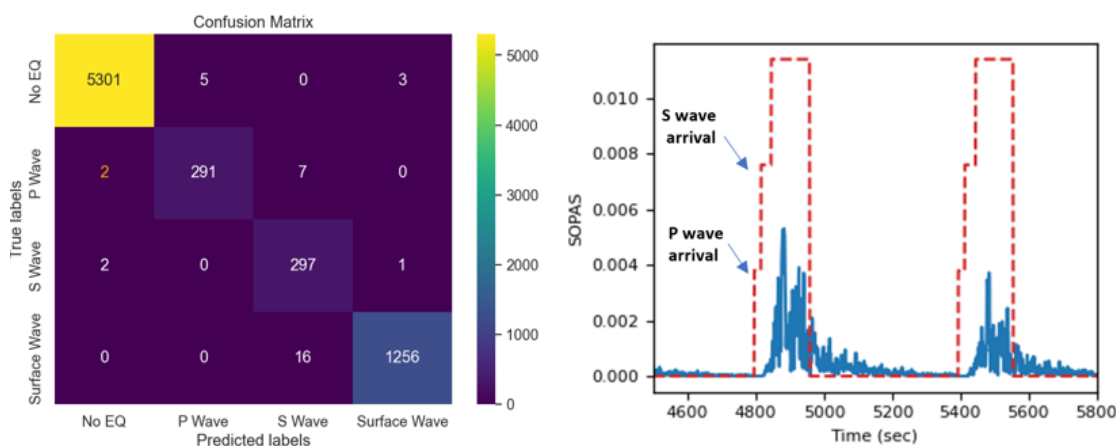 Confusion Matrix
True labels
No EQ
P Wave
S Wave
Surface Wave
5301 5 0 3
2 291 7 0
2 0 297 1
0 0 16 1256
No EQ P Wave S Wave Surface Wave
Predicted labels
5000
4000
3000
2000
1000
0
SOPAS
0.010
0.008
0.006
0.004
0.002
0.000
S wave
arrival
P wave
arrival
4600 4800 5000 5200 5400 5600 5800
Time (sec)